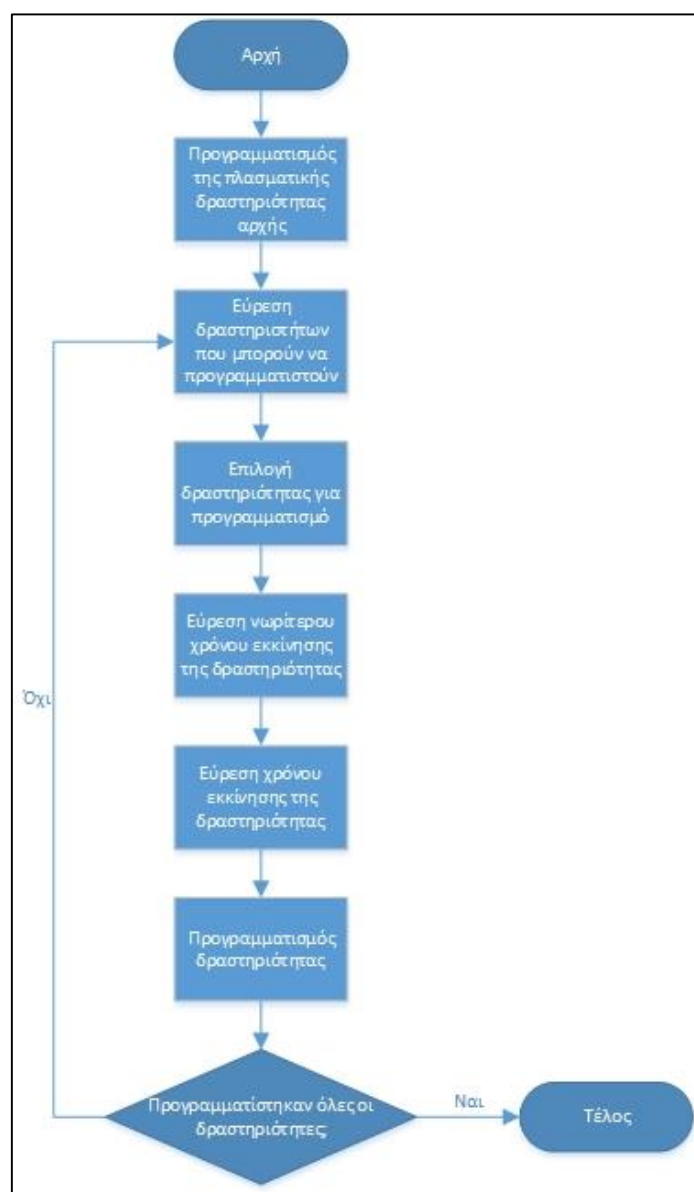 Αρχή
Προγραμματισμός
της πλασματικής
δραστηριότητας
αρχής
Εύρεση
δραστηριστήτων
που μπορούν να
προγραμματιστούν
Επιλογή
δραστηριότητας για
προγραμματισμό
Εύρεση νωρίτερου
χρόνου εκκίνησης
της δραστηριότητας
Όχι
Εύρεση χρόνου
εκκίνησης της
δραστηριότητας
Προγραμματισμός
δραστηριότητας
Προγραμματίστηκαν όλες οι
δραστηριότητες;
Ναι
Τέλος